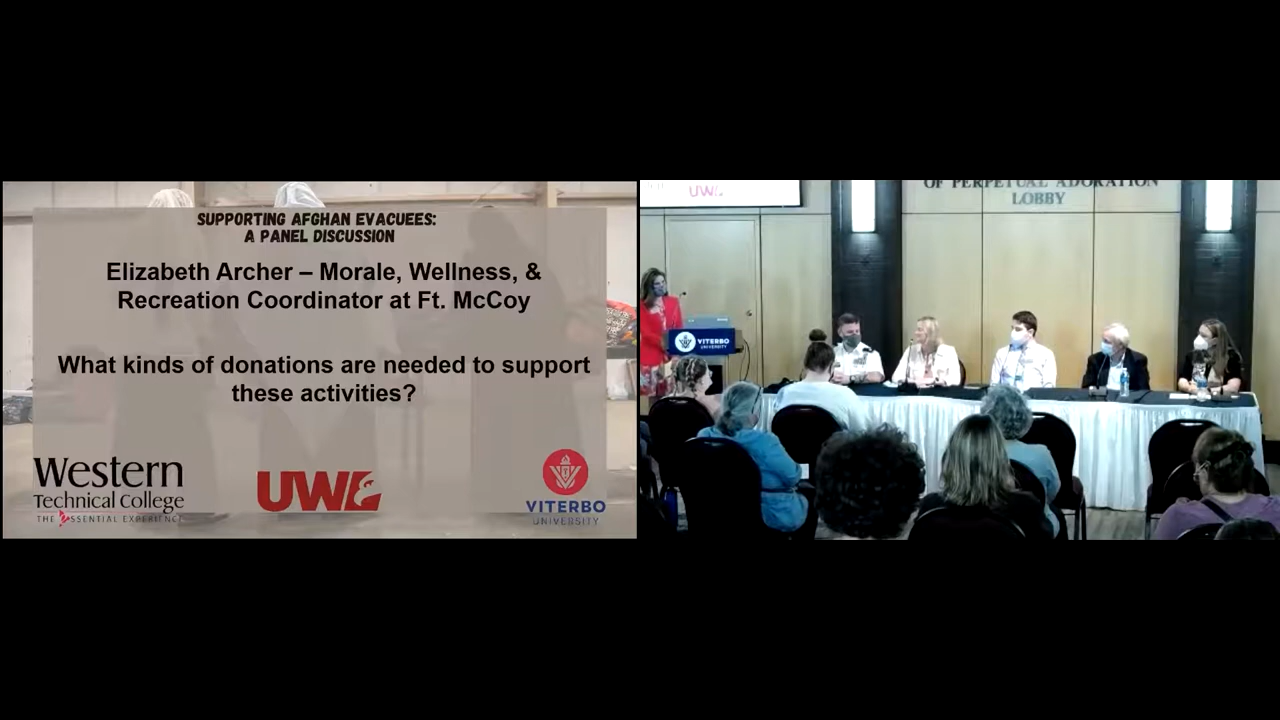 SUPPORTING AFGHAN EVACUEES:
A PANEL DISCUSSION
Elizabeth Archer – Morale, Wellness, &
Recreation Coordinator at Ft. McCoy
What kinds of donations are needed to support
these activities?
Western
Technical College
THE ESSENTIAL EXPERIENCE
UWL
VITERBO
UNIVERSITY
UWL
OF PERPETUAL ADORATION
LOBBY
VITERBO
UNIVERSITY